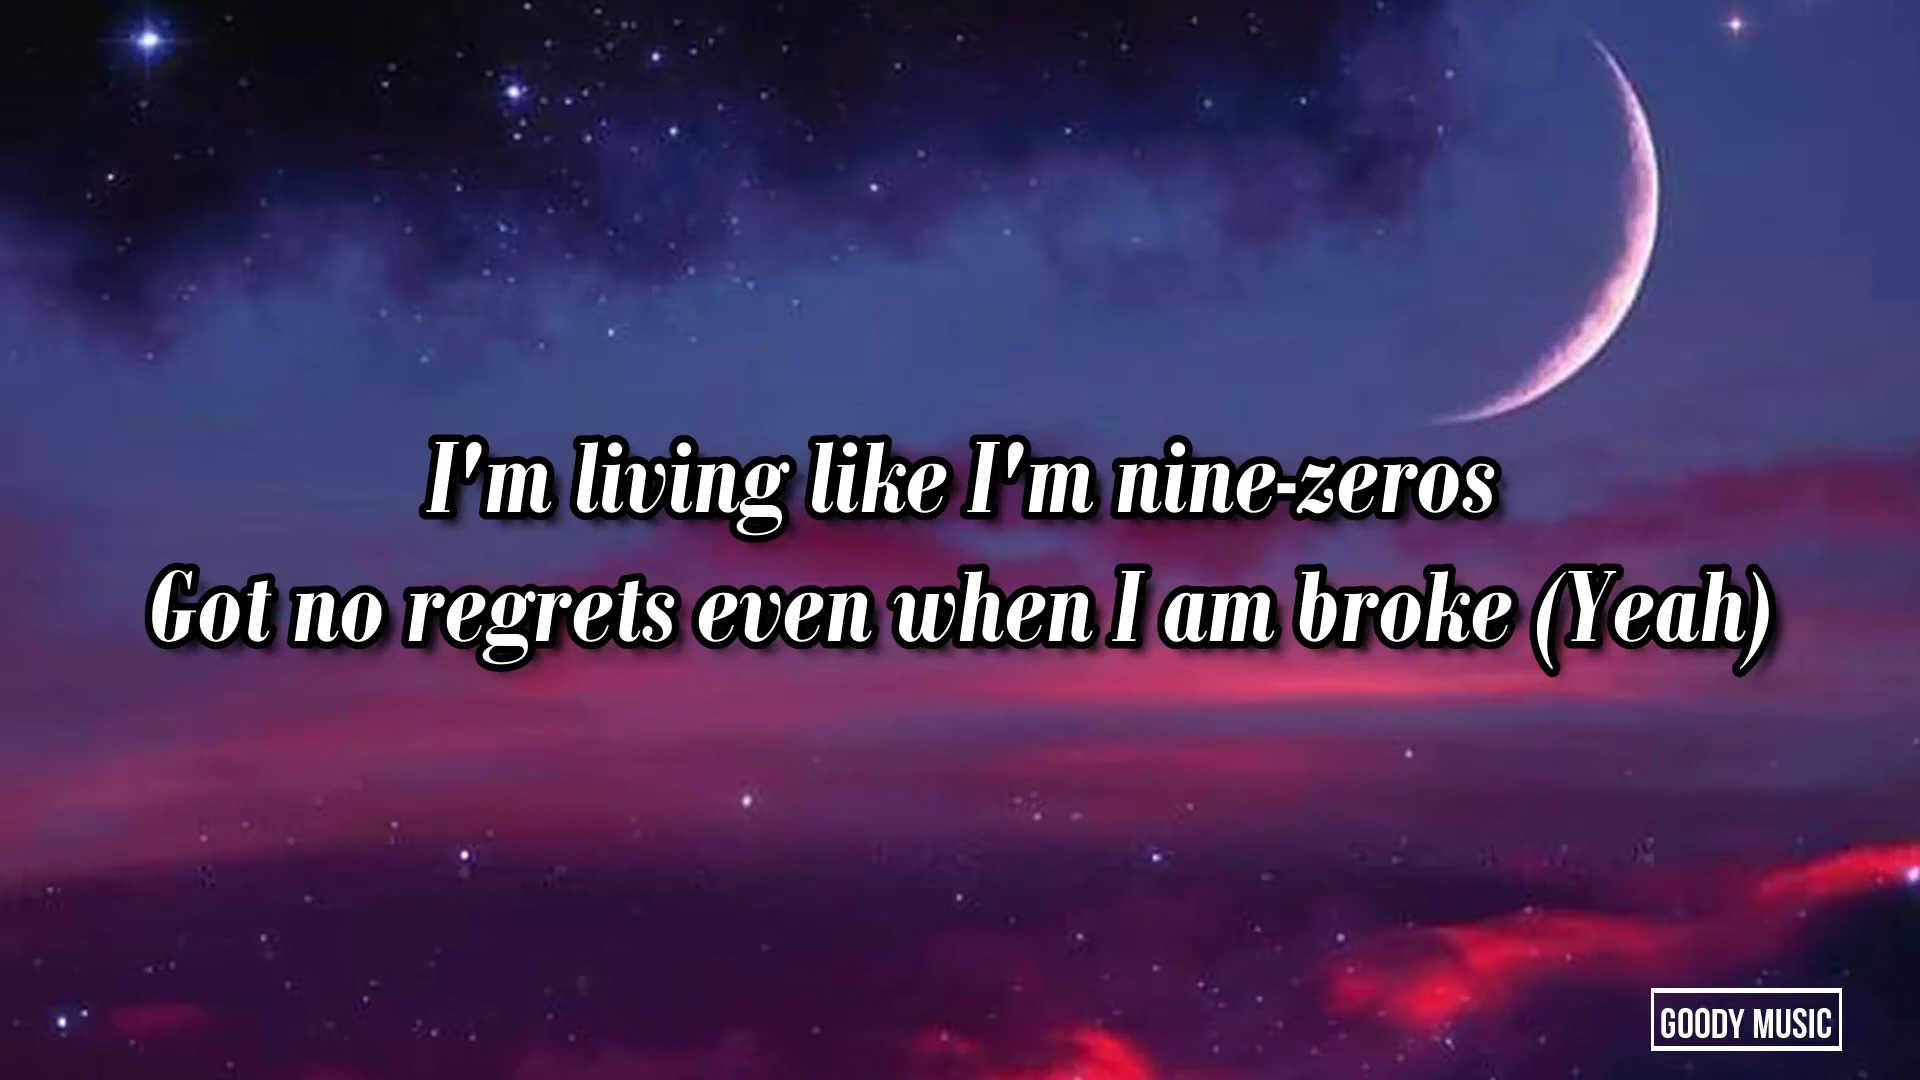 I'm living like I'm nine-zeros
Got no regrets even when I am broke (Yeah)
GOODY MUSIC